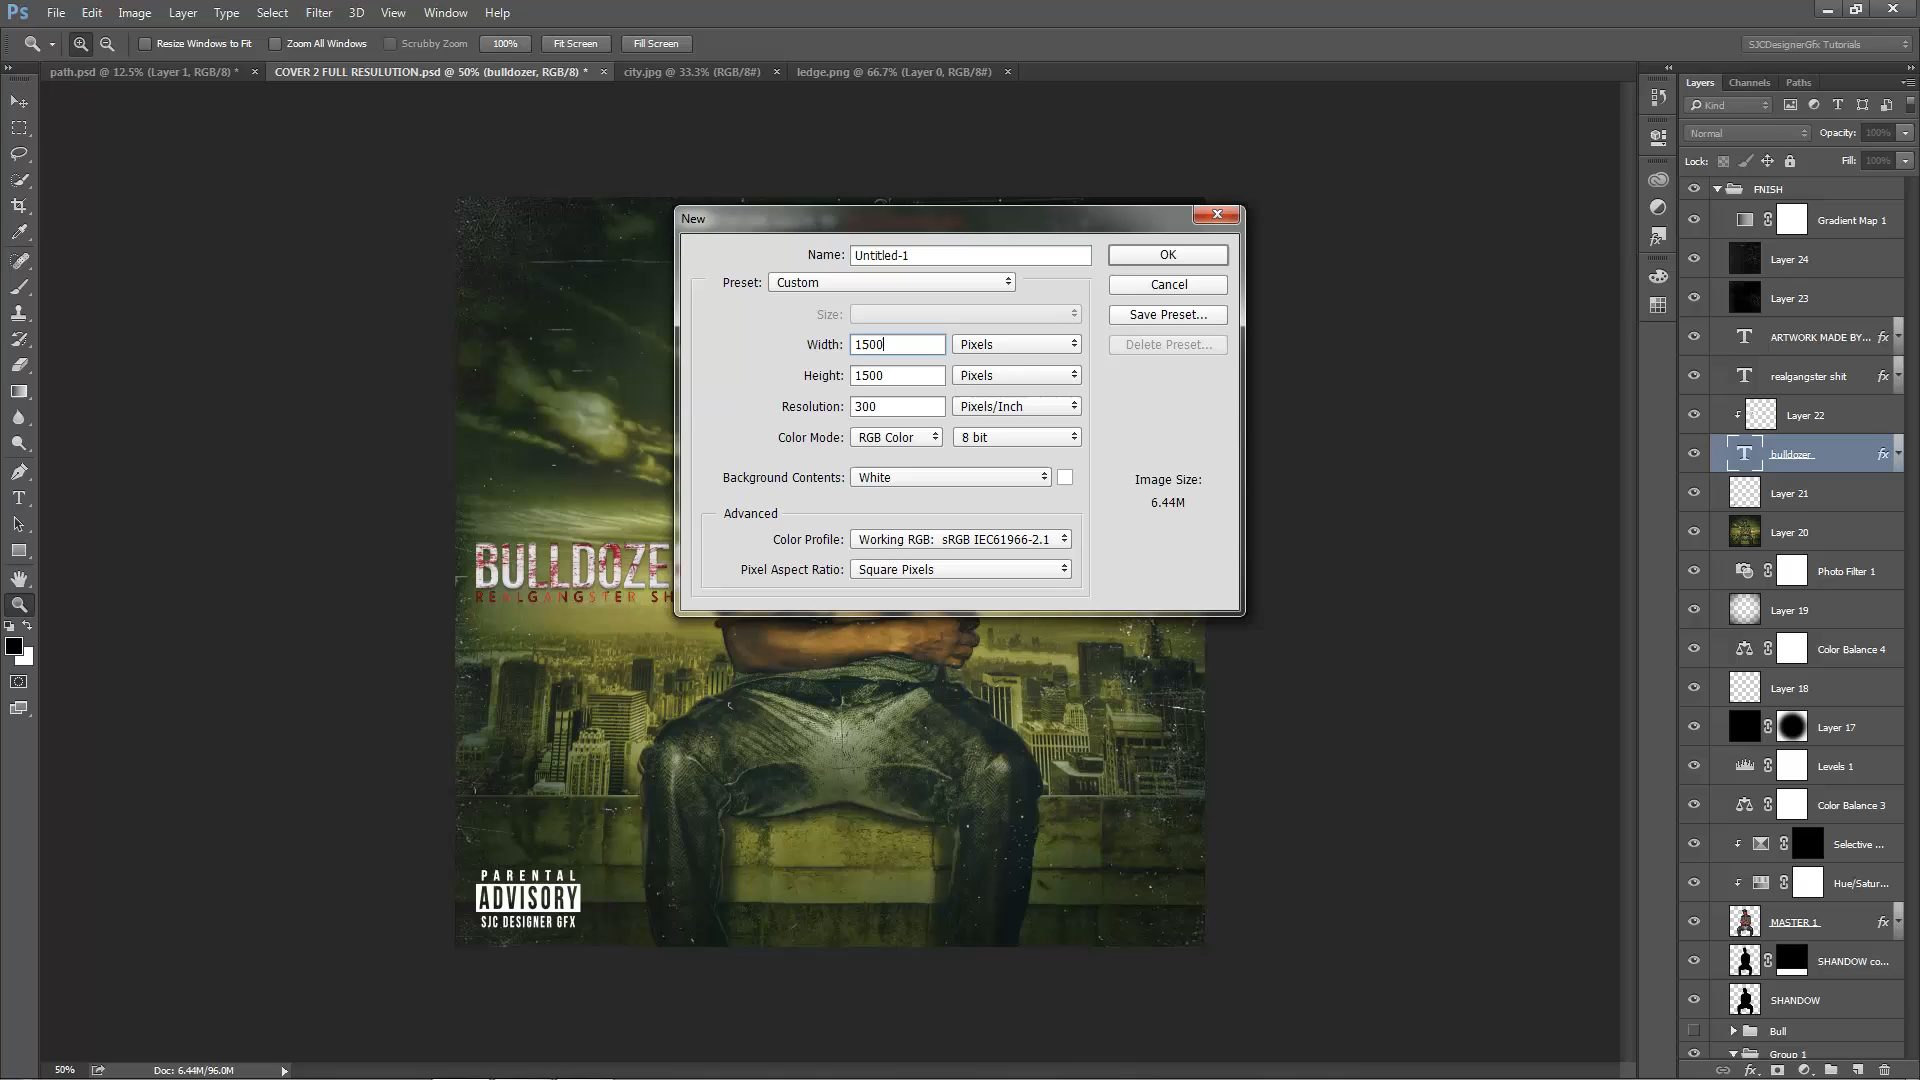 Ps File Edit Image Layer Type Select Filter 3D View Window Help
Resize Windows to Fit Zoom All Windows Scrubby Zoom 100% Fit Screen Fill Screen SJCDesignerGfx Tutorials
path.psd @ 12.5% (Layer 1, RGB/8) * × COVER 2 FULL RESULUTION.psd @ 50% (bulldozer, RGB/8) * × city.jpg @ 33.3% (RGB/8#) × ledge.png @ 66.7% (Layer 0, RGB/8#) ×
New
Name: Untitled-1
OK
Preset: Custom
Cancel
Size:
Save Preset...
Width: 1500 Pixels
Delete Preset...
Height: 1500 Pixels
Resolution: 300 Pixels/Inch
Color Mode: RGB Color 8 bit
Background Contents: White
Image Size:
6.44M
Advanced
Color Profile: Working RGB: sRGB IEC61966-2.1
Pixel Aspect Ratio: Square Pixels
BULLDOZE
REALGANGSTER SH
PARENTAL
ADVISORY
SJC DESIGNER GFX
Layers Channels Paths
Kind
Normal Opacity: 100%
Lock: Fill: 100%
FNISH
Gradient Map 1
Layer 24
Layer 23
ARTWORK MADE BY... fx
realgangster shit fx
Layer 22
bulldozer fx
Layer 21
Layer 20
Photo Filter 1
Layer 19
Color Balance 4
Layer 18
Layer 17
Levels 1
Color Balance 3
Selective ...
Hue/Satur...
MASTER 1 fx
SHANDOW co...
SHANDOW
Bull
Group 1
50% Doc: 6.44M/96.0M